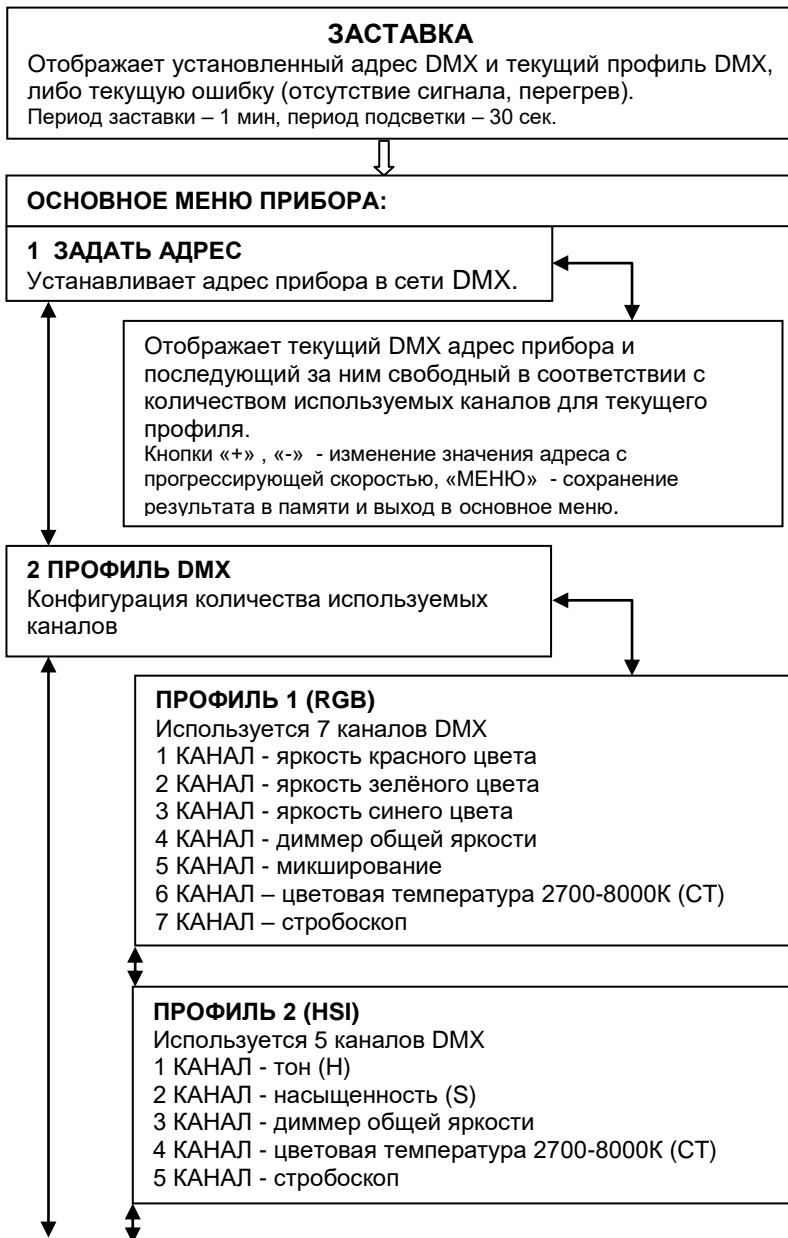 ЗАСТАВКА
Отображает установленный адрес DMX и текущий профиль DMX,
либо текущую ошибку (отсутствие сигнала, перегрев).
Период заставки – 1 мин, период подсветки – 30 сек.
ОСНОВНОЕ МЕНЮ ПРИБОРА:
1 ЗАДАТЬ АДРЕС
Устанавливает адрес прибора в сети DMX.
Отображает текущий DMX адрес прибора и
последующий за ним свободный в соответствии с
количеством используемых каналов для текущего
профиля.
Кнопки «+» , «-» - изменение значения адреса с
прогрессирующей скоростью, «МЕНЮ» - сохранение
результата в памяти и выход в основное меню.
2 ПРОФИЛЬ DMX
Конфигурация количества используемых
каналов
ПРОФИЛЬ 1 (RGB)
Используется 7 каналов DMX
1 КАНАЛ - яркость красного цвета
2 КАНАЛ - яркость зелёного цвета
3 КАНАЛ - яркость синего цвета
4 КАНАЛ - диммер общей яркости
5 КАНАЛ - микширование
6 КАНАЛ – цветовая температура 2700-8000К (СТ)
7 КАНАЛ – стробоскоп
ПРОФИЛЬ 2 (HSI)
Используется 5 каналов DMX
1 КАНАЛ - тон (H)
2 КАНАЛ - насыщенность (S)
3 КАНАЛ - диммер общей яркости
4 КАНАЛ - цветовая температура 2700-8000К (СТ)
5 КАНАЛ - стробоскоп